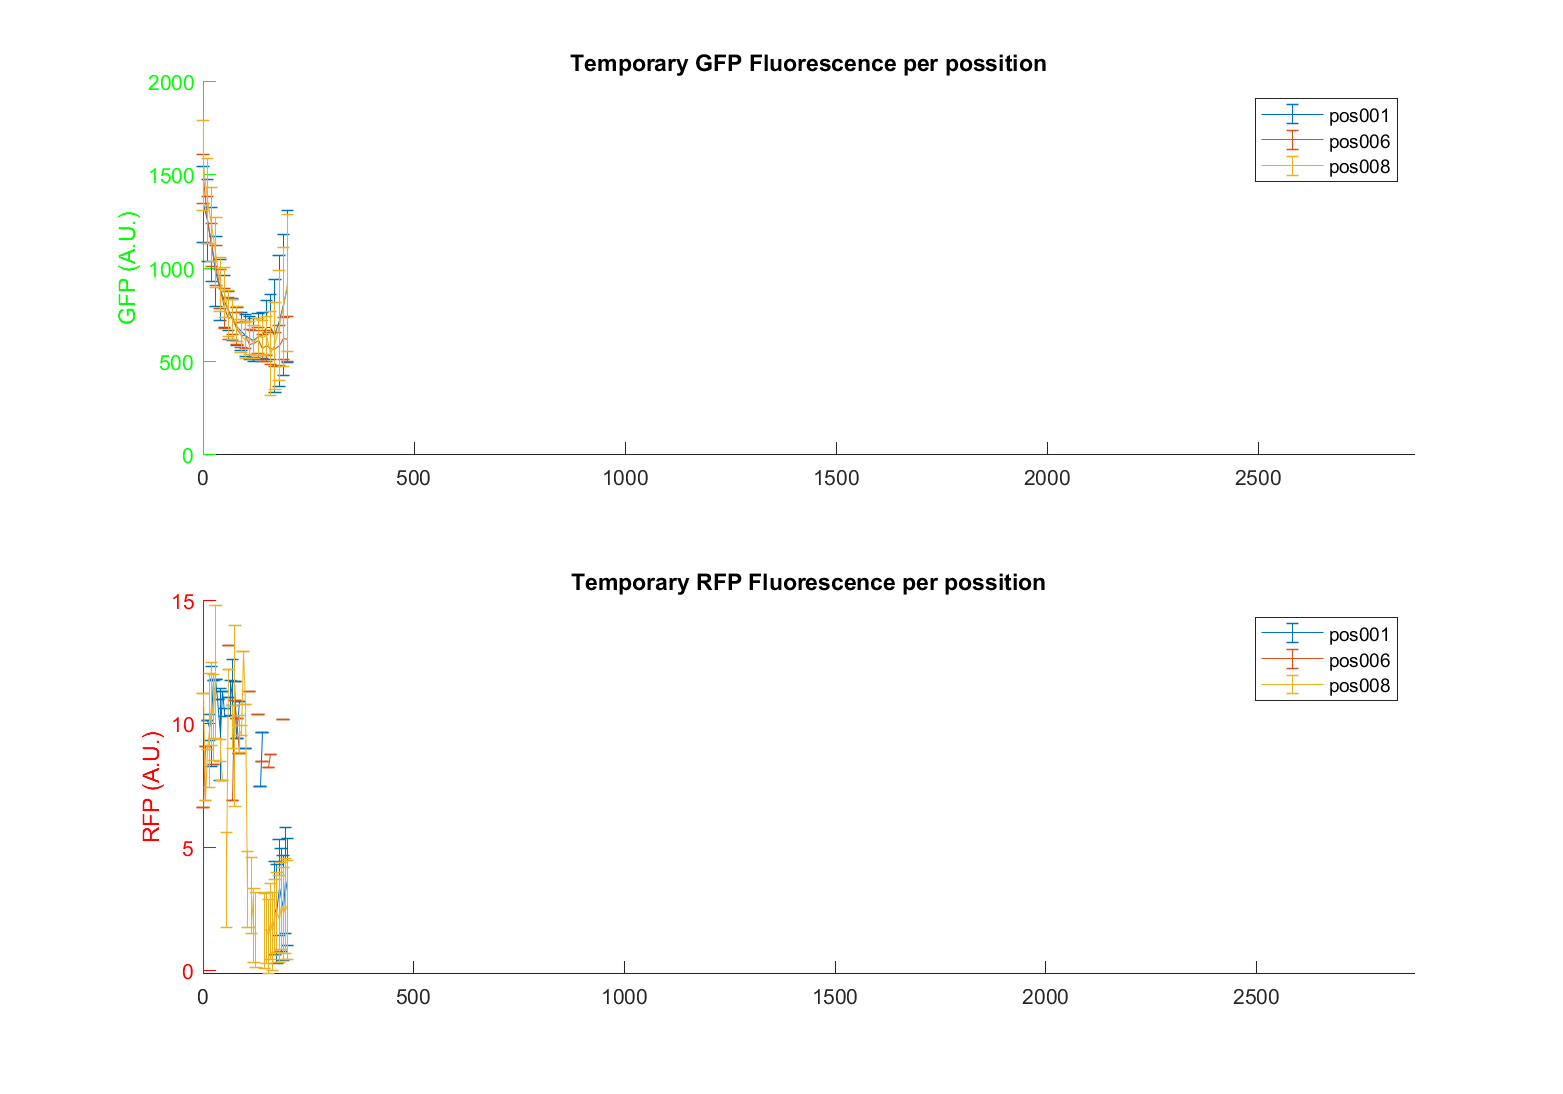 Temporary GFP Fluorescence per possition
2000
1500
1000
500
0
GFP (A.U.)
pos001
pos006
pos008
0 500 1000 1500 2000 2500
Temporary RFP Fluorescence per possition
15
10
5
0
RFP (A.U.)
pos001
pos006
pos008
0 500 1000 1500 2000 2500